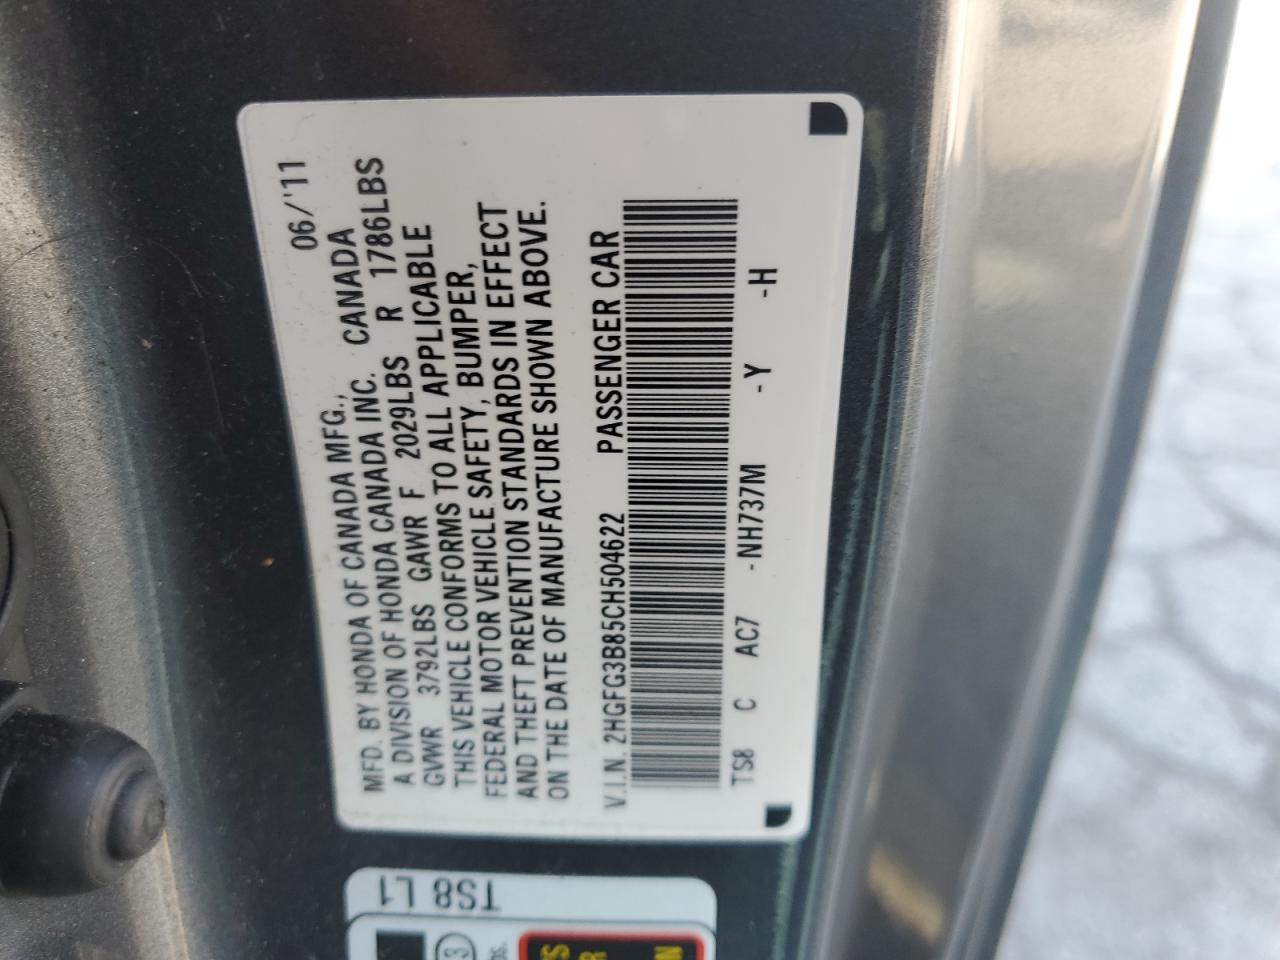 06/'11
MFD. BY HONDA OF CANADA MFG.,
A DIVISION OF HONDA CANADA INC. CANADA
GVWR 3792LBS GAWR F 2029LBS R 1786LBS
THIS VEHICLE CONFORMS TO ALL APPLICABLE
FEDERAL MOTOR VEHICLE SAFETY, BUMPER,
AND THEFT PREVENTION STANDARDS IN EFFECT
ON THE DATE OF MANUFACTURE SHOWN ABOVE.
V.I.N. 2HGFG3B85CH504622 PASSENGER CAR
TS8 C AC7 -NH737M -Y -H
TS8 L1
3